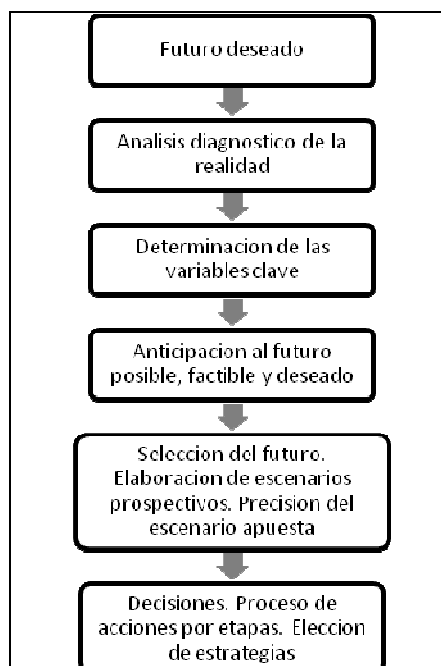 Futuro deseado
Analisis diagnostico de la
realidad
Determinacion de las
variables clave
Anticipacion al futuro
posible, factible y deseado
Seleccion del futuro.
Elaboracion de escenarios
prospectivos. Precision del
escenario apuesta
Decisiones. Proceso de
acciones por etapas. Eleccion
de estrategias